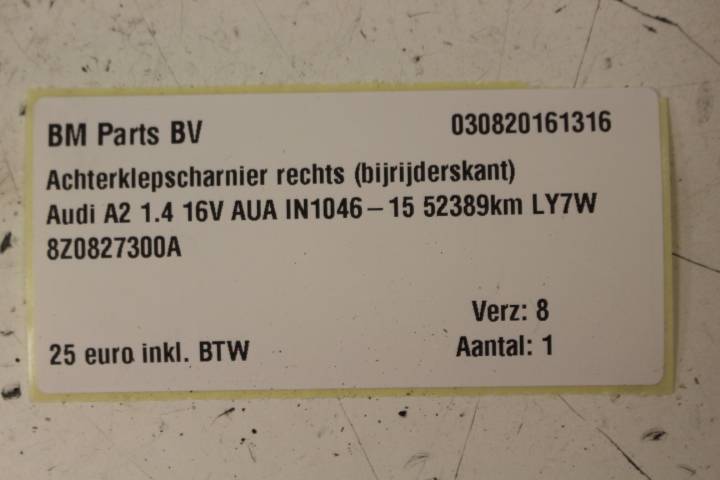 BM Parts BV 030820161316
Achterklepscharnier rechts (bijrijderskant)
Audi A2 1.4 16V AUA IN1046-15 52389km LY7W
8Z0827300A
Verz: 8
25 euro inkl. BTW Aantal: 1